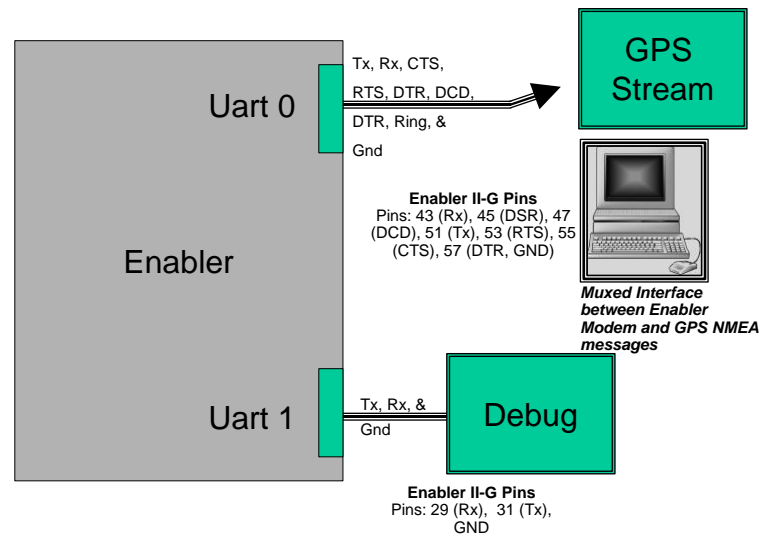 Uart 0
Tx, Rx, CTS,
RTS, DTR, DCD,
DTR, Ring, &
Gnd
GPS
Stream
Enabler II-G Pins
Pins: 43 (Rx), 45 (DSR), 47
(DCD), 51 (Tx), 53 (RTS), 55
(CTS), 57 (DTR, GND)
Muxed Interface
between Enabler
Modem and GPS NMEA
messages
Enabler
Uart 1
Tx, Rx, &
Gnd
Debug
Enabler II-G Pins
Pins: 29 (Rx), 31 (Tx),
GND